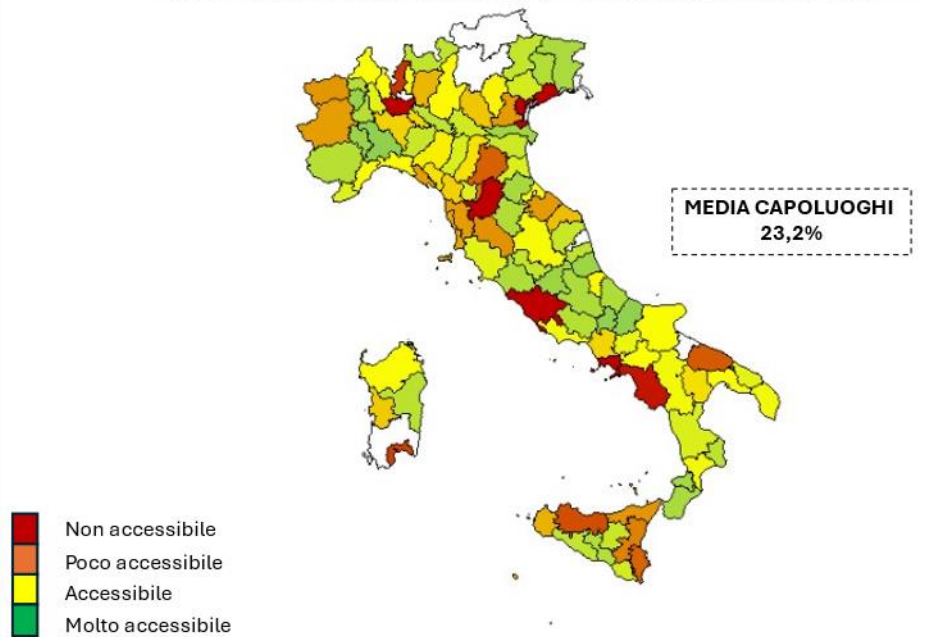 MEDIA CAPOLUOGHI
23,2%
Non accessibile
Poco accessibile
Accessibile
Molto accessibile